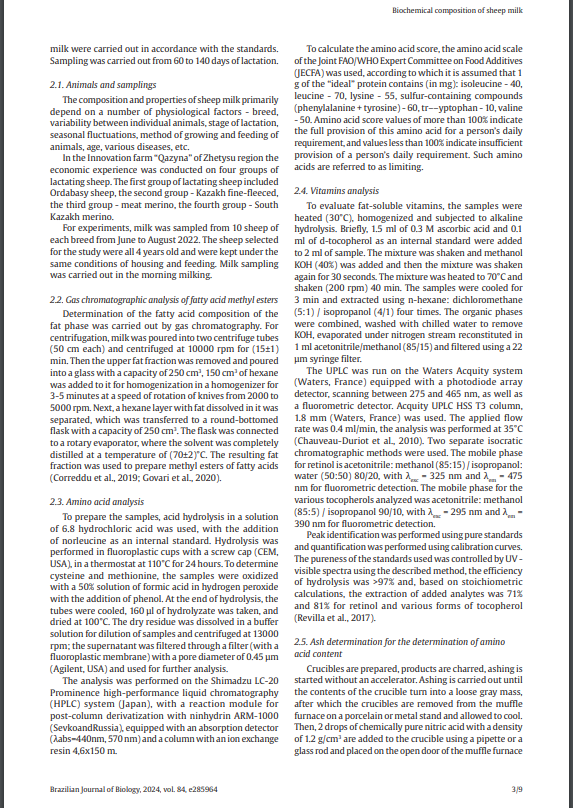 Biochemical composition of sheep milk
milk were carried out in accordance with the standards.
Sampling was carried out from 60 to 140 days of lactation.
2.1. Animals and samplings
The composition and properties of sheep milk primarily
depend on a number of physiological factors - breed,
variability between individual animals, stage of lactation,
seasonal fluctuations, method of growing and feeding of
animals, age, various diseases, etc.
In the Innovation farm "Qazyna" of Zhetysu region the
economic experience was conducted on four groups of
lactating sheep. The first group of lactating sheep included
Ordabasy sheep, the second group - Kazakh fine-fleeced,
the third group - meat merino, the fourth group - South
Kazakh merino.
For experiments, milk was sampled from 10 sheep of
each breed from June to August 2022. The sheep selected
for the study were all 4 years old and were kept under the
same conditions of housing and feeding. Milk sampling
was carried out in the morning milking.
2.2. Gas chromatographic analysis of fatty acid methyl esters
Determination of the fatty acid composition of the
fat phase was carried out by gas chromatography. For
centrifugation, milk was poured into two centrifuge tubes
(50 cm each) and centrifuged at 10000 rpm for (15±1)
min. Then the upper fat fraction was removed and poured
into a glass with a capacity of 250 cm³, 150 cm³ of hexane
was added to it for homogenization in a homogenizer for
3-5 minutes at a speed of rotation of knives from 2000 to
5000 rpm. Next, a hexane layer with fat dissolved in it was
separated, which was transferred to a round-bottomed
flask with a capacity of 250 cm³. The flask was connected
to a rotary evaporator, where the solvent was completely
distilled at a temperature of (70±2)°C. The resulting fat
fraction was used to prepare methyl esters of fatty acids
(Correddu et al., 2019; Govari et al., 2020).
2.3. Amino acid analysis
To prepare the samples, acid hydrolysis in a solution
of 6.8 hydrochloric acid was used, with the addition
of norleucine as an internal standard. Hydrolysis was
performed in fluoroplastic cups with a screw cap (CEM,
USA), in a thermostat at 110°C for 24 hours. To determine
cysteine and methionine, the samples were oxidized
with a 50% solution of formic acid in hydrogen peroxide
with the addition of phenol. At the end of hydrolysis, the
tubes were cooled, 160 µl of hydrolyzate was taken, and
dried at 100°C. The dry residue was dissolved in a buffer
solution for dilution of samples and centrifuged at 13000
rpm; the supernatant was filtered through a filter (with a
fluoroplastic membrane) with a pore diameter of 0.45 µm
(Agilent, USA) and used for further analysis.
The analysis was performed on the Shimadzu LC-20
Prominence high-performance liquid chromatography
(HPLC) system (Japan), with a reaction module for
post-column derivatization with ninhydrin ARM-1000
(SevkoandRussia), equipped with an absorption detector
(λabs=440nm, 570 nm) and a column with an ion exchange
resin 4,6x150 m.
To calculate the amino acid score, the amino acid scale
of the Joint FAO/WHO Expert Committee on Food Additives
(JECFA) was used, according to which it is assumed that 1
g of the "ideal" protein contains (in mg): isoleucine - 40,
leucine - 70, lysine - 55, sulfur-containing compounds
(phenylalanine + tyrosine) - 60, tr––yptophan - 10, valine
- 50. Amino acid score values of more than 100% indicate
the full provision of this amino acid for a person's daily
requirement, and values less than 100% indicate insufficient
provision of a person's daily requirement. Such amino
acids are referred to as limiting.
2.4. Vitamins analysis
To evaluate fat-soluble vitamins, the samples were
heated (30°C), homogenized and subjected to alkaline
hydrolysis. Briefly, 1.5 ml of 0.3 M ascorbic acid and 0.1
ml of d-tocopherol as an internal standard were added
to 2 ml of sample. The mixture was shaken and methanol
KOH (40%) was added and then the mixture was shaken
again for 30 seconds. The mixture was heated to 70°C and
shaken (200 rpm) 40 min. The samples were cooled for
3 min and extracted using n-hexane: dichloromethane
(5:1) / isopropanol (4/1) four times. The organic phases
were combined, washed with chilled water to remove
KOH, evaporated under nitrogen stream reconstituted in
1 ml acetonitrile/methanol (85/15) and filtered using a 22
µm syringe filter.
The UPLC was run on the Waters Acquity system
(Waters, France) equipped with a photodiode array
detector, scanning between 275 and 465 nm, as well as
a fluorometric detector. Acquity UPLC HSS T3 column,
1.8 mm (Waters, France) was used. The applied flow
rate was 0.4 ml/min, the analysis was performed at 35°C
(Chauveau-Duriot et al., 2010). Two separate isocratic
chromatographic methods were used. The mobile phase
for retinol is acetonitrile: methanol (85:15) / isopropanol:
water (50:50) 80/20, with λexc = 325 nm and λem = 475
nm for fluorometric detection. The mobile phase for the
various tocopherols analyzed was acetonitrile: methanol
(85:5) / isopropanol 90/10, with λexc = 295 nm and λem =
390 nm for fluorometric detection.
Peak identification was performed using pure standards
and quantification was performed using calibration curves.
The pureness of the standards used was controlled by UV -
visible spectra using the described method, the efficiency
of hydrolysis was >97% and, based on stoichiometric
calculations, the extraction of added analytes was 71%
and 81% for retinol and various forms of tocopherol
(Revilla et al., 2017).
2.5. Ash determination for the determination of amino
acid content
Crucibles are prepared, products are charred, ashing is
started without an accelerator. Ashing is carried out until
the contents of the crucible turn into a loose gray mass,
after which the crucibles are removed from the muffle
furnace on a porcelain or metal stand and allowed to cool.
Then, 2 drops of chemically pure nitric acid with a density
of 1.2 g/cm³ are added to the crucible using a pipette or a
glass rod and placed on the open door of the muffle furnace
Brazilian Journal of Biology, 2024, vol. 84, e285964
3/9